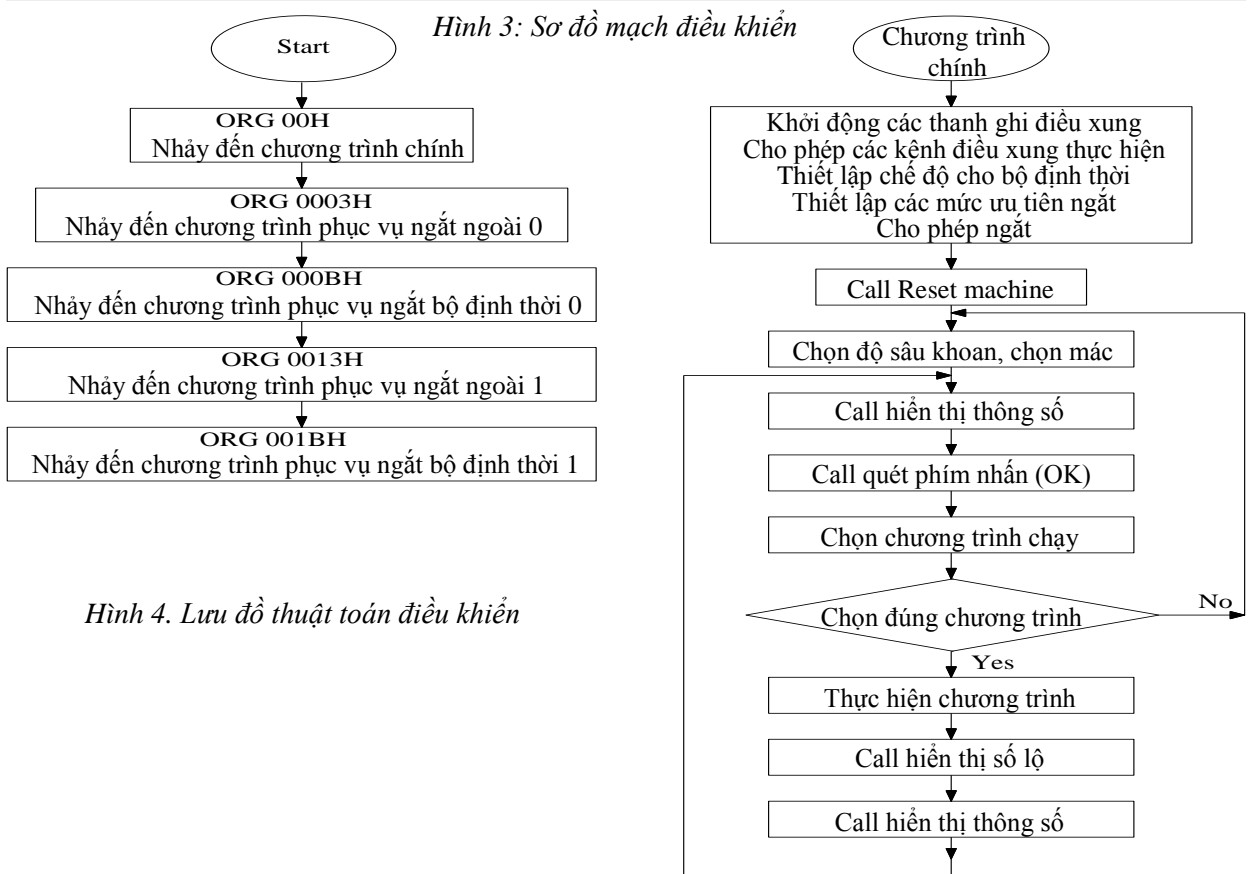 Hình 3: Sơ đồ mạch điều khiển
Start
ORG 00H
Nhảy đến chương trình chính
ORG 0003H
Nhảy đến chương trình phục vụ ngắt ngoài 0
ORG 000BH
Nhảy đến chương trình phục vụ ngắt bộ định thời 0
ORG 0013H
Nhảy đến chương trình phục vụ ngắt ngoài 1
ORG 001BH
Nhảy đến chương trình phục vụ ngắt bộ định thời 1
Hình 4. Lưu đồ thuật toán điều khiển
Chương trình
chính
Khởi động các thanh ghi điều xung
Cho phép các kênh điều xung thực hiện
Thiết lập chế độ cho bộ định thời
Thiết lập các mức ưu tiên ngắt
Cho phép ngắt
Call Reset machine
Chọn độ sâu khoan, chọn mác
Call hiển thị thông số
Call quét phím nhấn (OK)
Chọn chương trình chạy
Chọn đúng chương trình
No
Yes
Thực hiện chương trình
Call hiển thị số lộ
Call hiển thị thông số